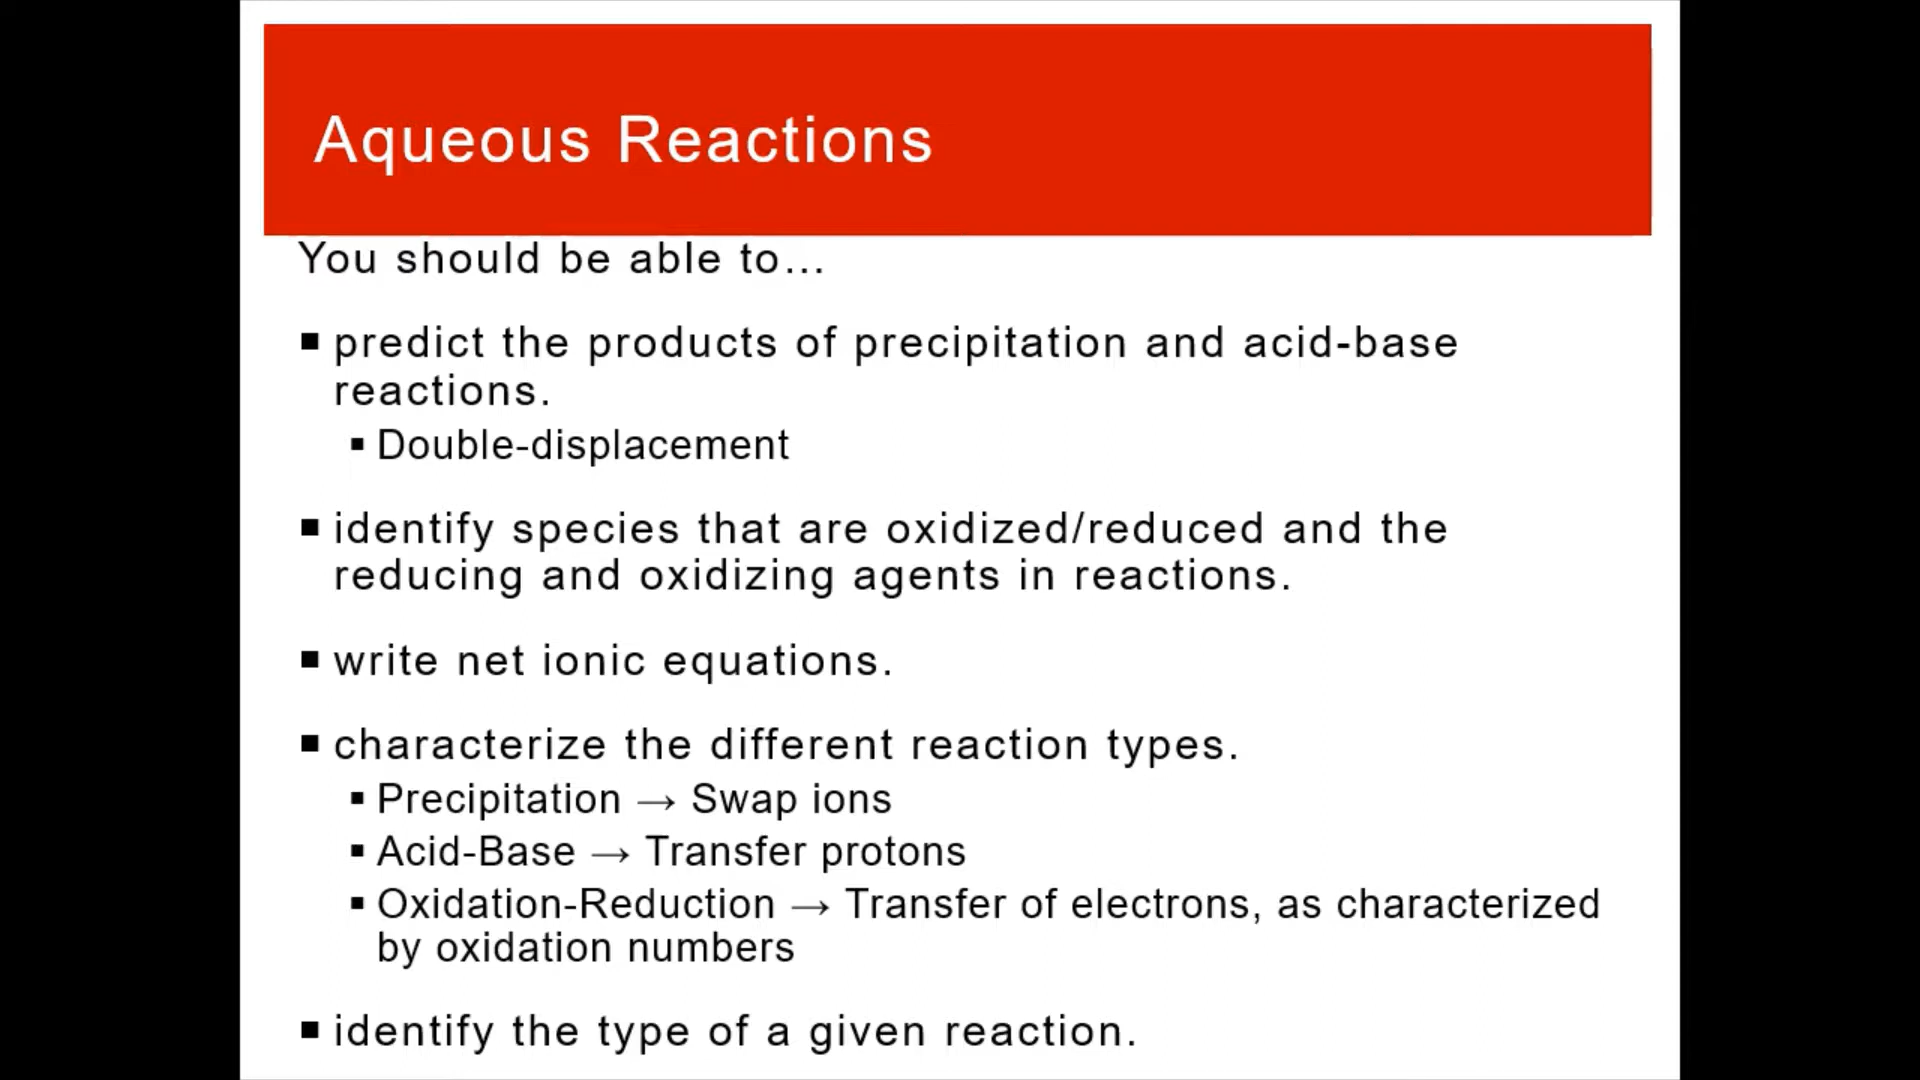 Aqueous Reactions
You should be able to...
▪ predict the products of precipitation and acid-base
reactions.
▪ Double-displacement
▪ identify species that are oxidized/reduced and the
reducing and oxidizing agents in reactions.
▪ write net ionic equations.
▪ characterize the different reaction types.
▪ Precipitation → Swap ions
▪ Acid-Base → Transfer protons
▪ Oxidation-Reduction → Transfer of electrons, as characterized
by oxidation numbers
▪ identify the type of a given reaction.